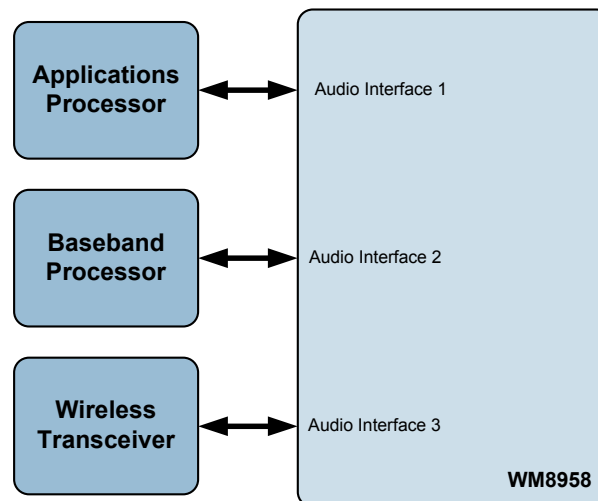 Applications
Processor
Audio Interface 1
Baseband
Processor
Audio Interface 2
Wireless
Transceiver
Audio Interface 3
WM8958